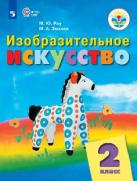 М. Ю. Рау
М. А. Зыкова
Изобразительное
искусство
2
класс